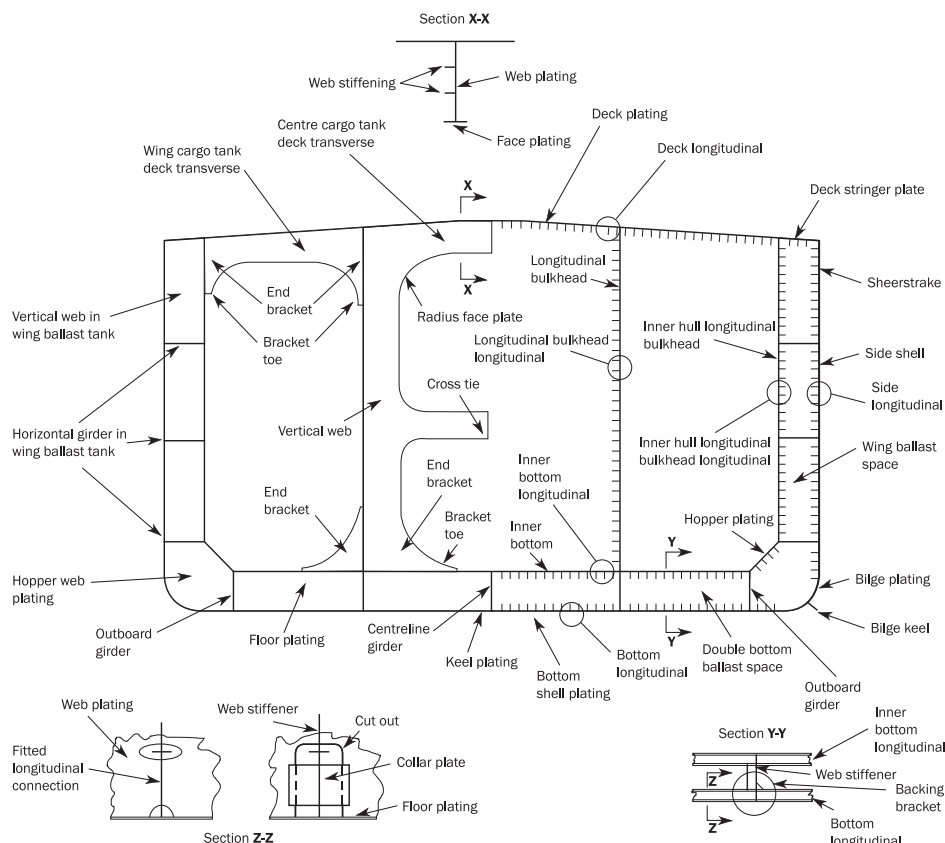 Section X-X
Web stiffening
Web plating
Face plating
Centre cargo tank
deck transverse
Wing cargo tank
deck transverse
Deck plating
Deck longitudinal
Deck stringer plate
X
X
End
bracket
Bracket
toe
Vertical web in
wing ballast tank
Radius face plate
Longitudinal
bulkhead
Longitudinal bulkhead
longitudinal
Inner hull longitudinal
bulkhead
Sheerstrake
Side shell
Side
longitudinal
Cross tie
Vertical web
Horizontal girder in
wing ballast tank
Inner hull longitudinal
bulkhead longitudinal
Wing ballast
space
End
bracket
End
bracket
Bracket
toe
Inner
bottom
longitudinal
Inner
bottom
Hopper plating
Y
Y
Hopper web
plating
Outboard
girder
Floor plating
Centreline
girder
Keel plating
Bottom
shell plating
Bottom
longitudinal
Double bottom
ballast space
Outboard
girder
Bilge plating
Bilge keel
Web plating
Fitted
longitudinal
connection
Web stiffener
Cut out
Collar plate
Floor plating
Section Z-Z
Section Y-Y
Inner
bottom
longitudinal
Web stiffener
Backing
bracket
Bottom
longitudinal
Z
Z